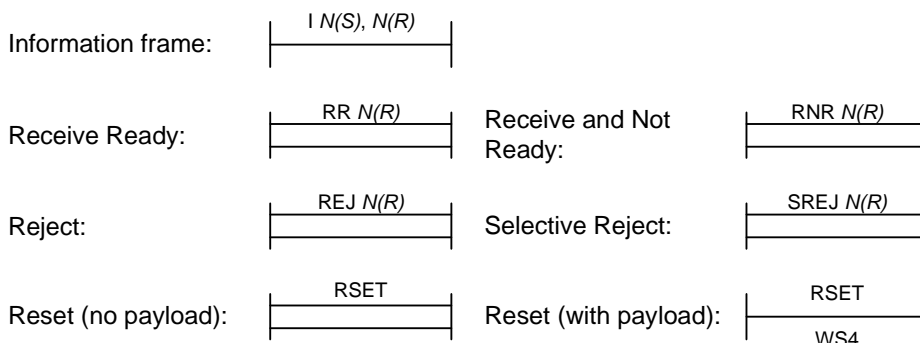 I N(S), N(R)
Information frame:
RR N(R)
Receive Ready:
Receive and Not
Ready:
RNR N(R)
REJ N(R)
Reject:
Selective Reject:
SREJ N(R)
RSET
Reset (no payload):
Reset (with payload):
RSET
WS4